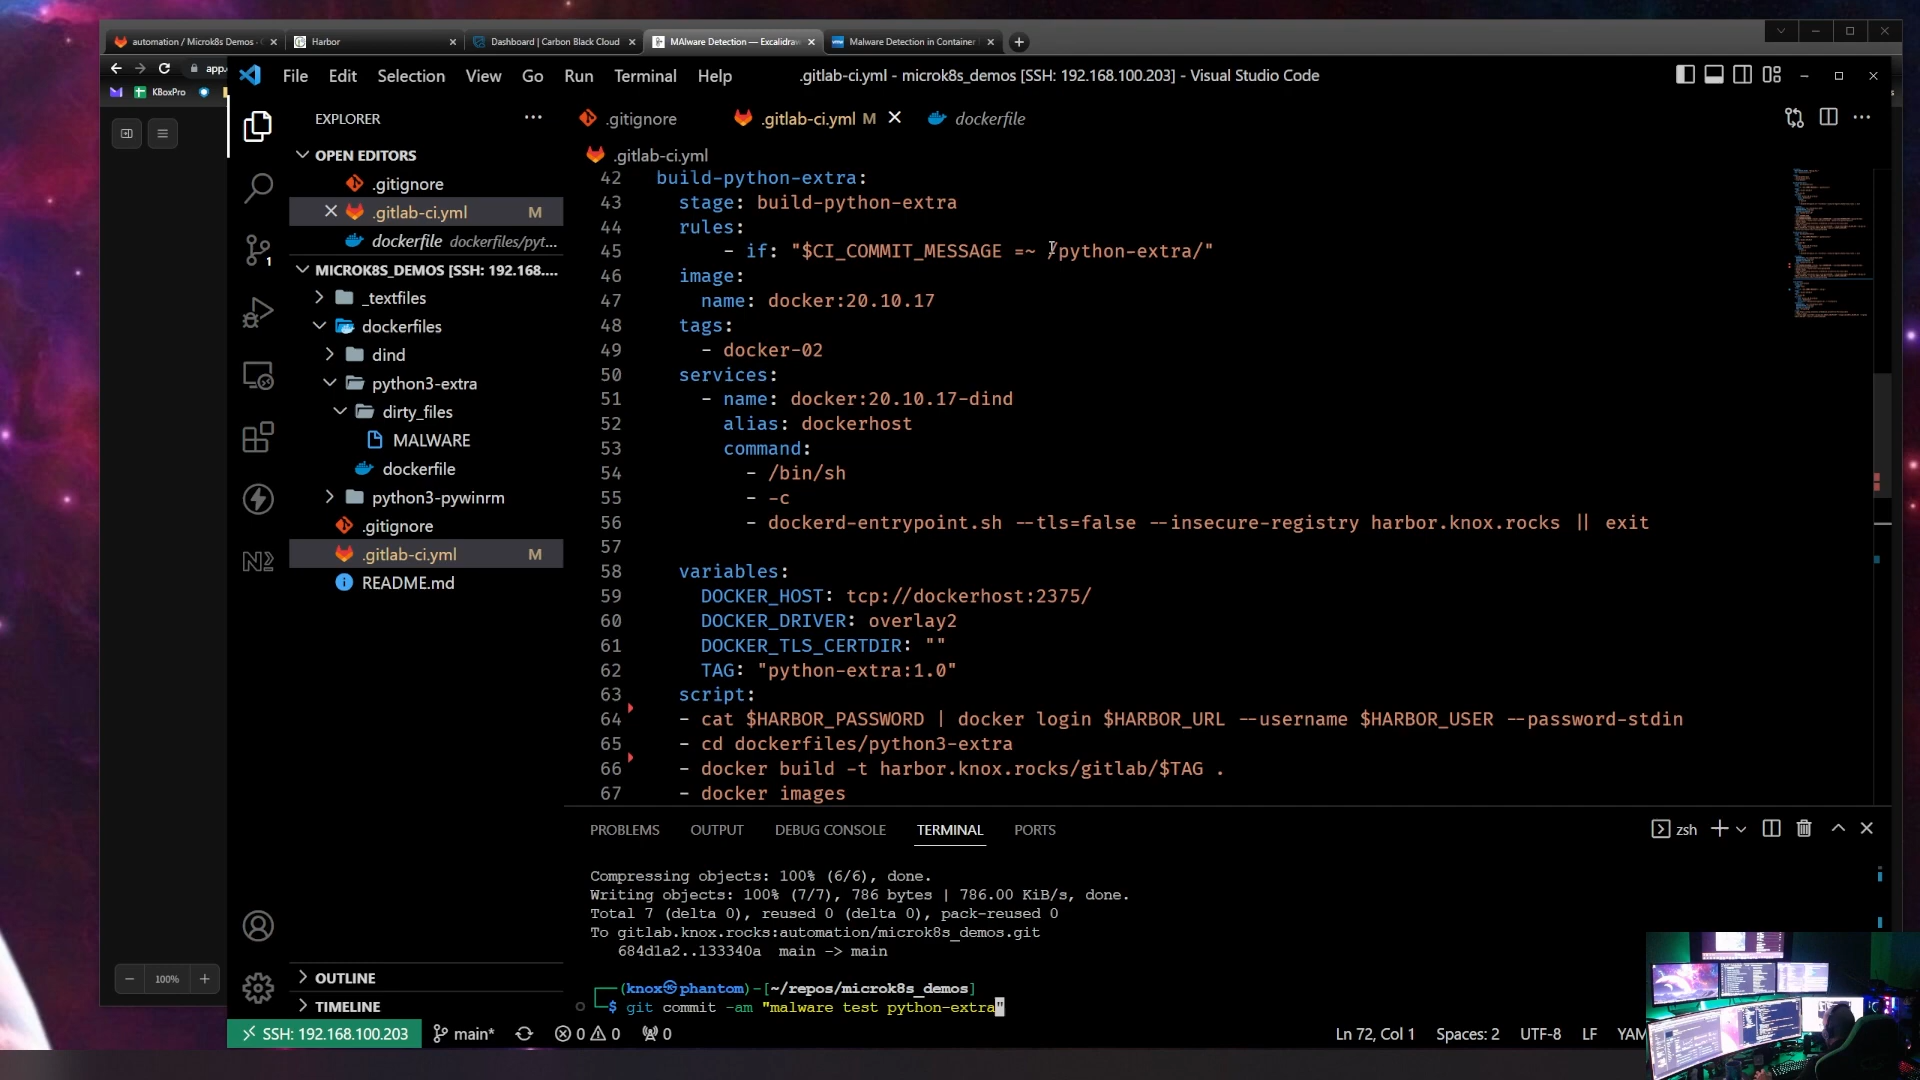 automation / Microk8s Demos
Harbor
Dashboard | Carbon Black Cloud
MAlware Detection — Excalidraw
Malware Detection in Container
app.
KBoxPro
File Edit Selection View Go Run Terminal Help
.gitlab-ci.yml - microk8s_demos [SSH: 192.168.100.203] - Visual Studio Code
EXPLORER
OPEN EDITORS
.gitignore
.gitlab-ci.yml M
dockerfile dockerfiles/pyt...
MICROK8S_DEMOS [SSH: 192.168....
_textfiles
dockerfiles
dind
python3-extra
dirty_files
MALWARE
dockerfile
python3-pywinrm
.gitignore
.gitlab-ci.yml M
README.md
OUTLINE
TIMELINE
100%
.gitignore
.gitlab-ci.yml M
dockerfile
.gitlab-ci.yml
42 build-python-extra:
43 stage: build-python-extra
44 rules:
45 - if: "$CI_COMMIT_MESSAGE =~ /python-extra/"
46 image:
47 name: docker:20.10.17
48 tags:
49 - docker-02
50 services:
51 - name: docker:20.10.17-dind
52 alias: dockerhost
53 command:
54 - /bin/sh
55 - -c
56 - dockerd-entrypoint.sh --tls=false --insecure-registry harbor.knox.rocks || exit
57
58 variables:
59 DOCKER_HOST: tcp://dockerhost:2375/
60 DOCKER_DRIVER: overlay2
61 DOCKER_TLS_CERTDIR: ""
62 TAG: "python-extra:1.0"
63 script:
64 - cat $HARBOR_PASSWORD | docker login $HARBOR_URL --username $HARBOR_USER --password-stdin
65 - cd dockerfiles/python3-extra
66 - docker build -t harbor.knox.rocks/gitlab/$TAG .
67 - docker images
PROBLEMS OUTPUT DEBUG CONSOLE TERMINAL PORTS
zsh
Compressing objects: 100% (6/6), done.
Writing objects: 100% (7/7), 786 bytes | 786.00 KiB/s, done.
Total 7 (delta 0), reused 0 (delta 0), pack-reused 0
To gitlab.knox.rocks:automation/microk8s_demos.git
684d1a2..133340a main -> main
(knox㉿phantom)-[~/repos/microk8s_demos]
$ git commit -am "malware test python-extra"
SSH: 192.168.100.203
main*
0 0
0
Ln 72, Col 1
Spaces: 2
UTF-8
LF
YAM
1